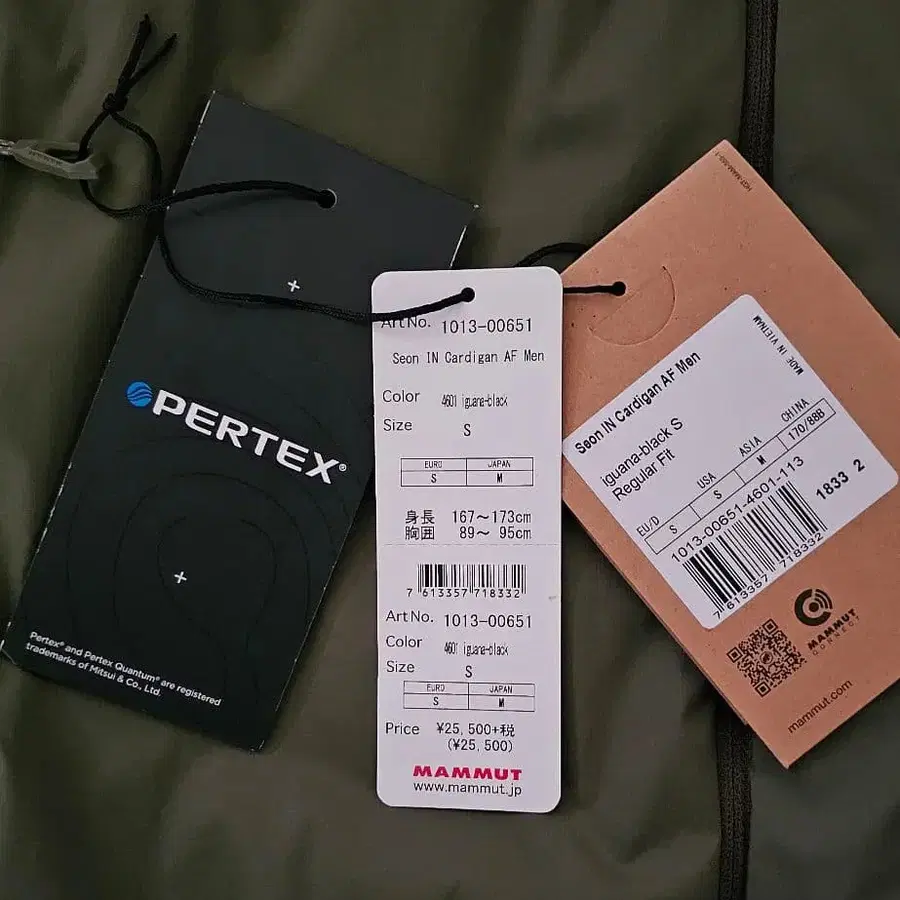 PERTEX®
Pertex® and Pertex Quantum® are registered
trademarks of Mitsui & Co., Ltd.
ArtNo. 1013-00651
Seon IN Cardigan AF Men
Color 4601 iguana-black
Size S
EURO JAPAN
S M
身長 167～173cm
胸囲 89～ 95cm
7 613357 718332
ArtNo. 1013-00651
Color 4601 iguana-black
Size S
EURO JAPAN
S M
Price ¥25,500+税
(¥25,500)
MAMMUT
www.mammut.jp
MADE IN VIETNAM
Seon IN Cardigan AF Men
iguana-black S
Regular Fit
EU/D USA ASIA CHINA
S S M 170/88B
1013-00651-4601-113
1833 2
7 613357 718332
MAMMUT
CONNECT
mammut.com